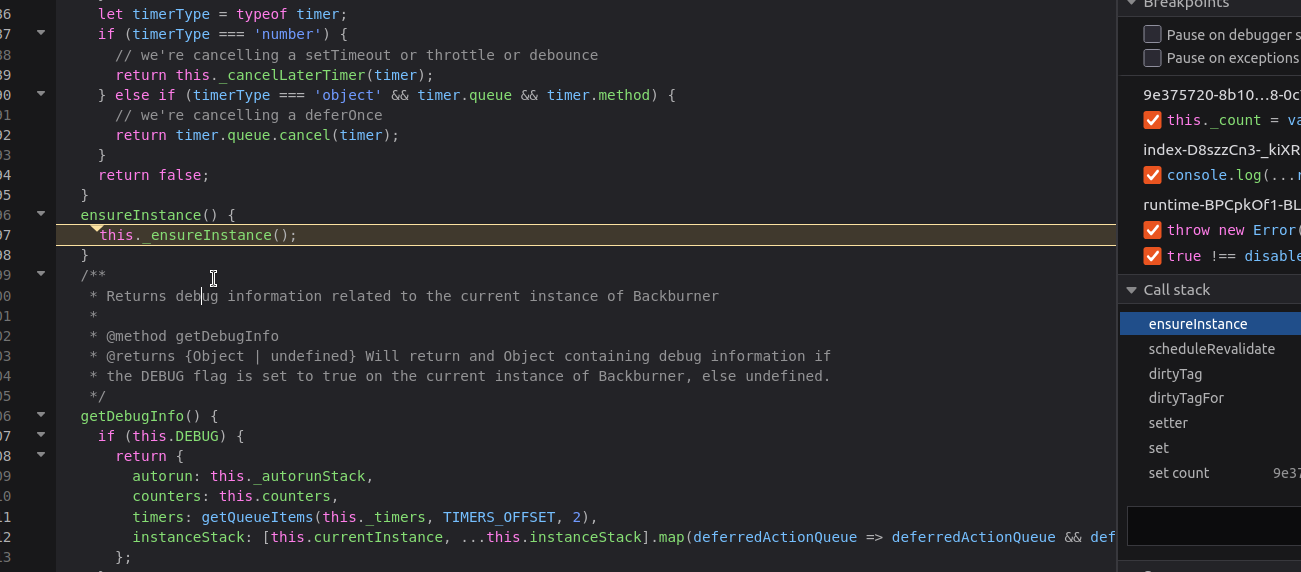 86 let timerType = typeof timer;
87 if (timerType === 'number') {
88 // we're cancelling a setTimeout or throttle or debounce
89 return this._cancelLaterTimer(timer);
90 } else if (timerType === 'object' && timer.queue && timer.method) {
91 // we're cancelling a deferOnce
92 return timer.queue.cancel(timer);
93 }
94 return false;
95 }
96 ensureInstance() {
97 this._ensureInstance();
98 }
99 /**
00 * Returns debug information related to the current instance of Backburner
01 *
02 * @method getDebugInfo
03 * @returns {Object | undefined} Will return and Object containing debug information if
04 * the DEBUG flag is set to true on the current instance of Backburner, else undefined.
05 */
06 getDebugInfo() {
07 if (this.DEBUG) {
08 return {
09 autorun: this._autorunStack,
10 counters: this.counters,
11 timers: getQueueItems(this._timers, TIMERS_OFFSET, 2),
12 instanceStack: [this.currentInstance, ...this.instanceStack].map(deferredActionQueue => deferredActionQueue && def
13 };
Breakpoints
Pause on debugger s
Pause on exceptions
9e375720-8b10...8-0c
this._count = va
index-D8szzCn3-_kiXR
console.log(...r
runtime-BPCpkOf1-BL
throw new Error(
true !== disable
Call stack
ensureInstance
scheduleRevalidate
dirtyTag
dirtyTagFor
setter
set
set count 9e37